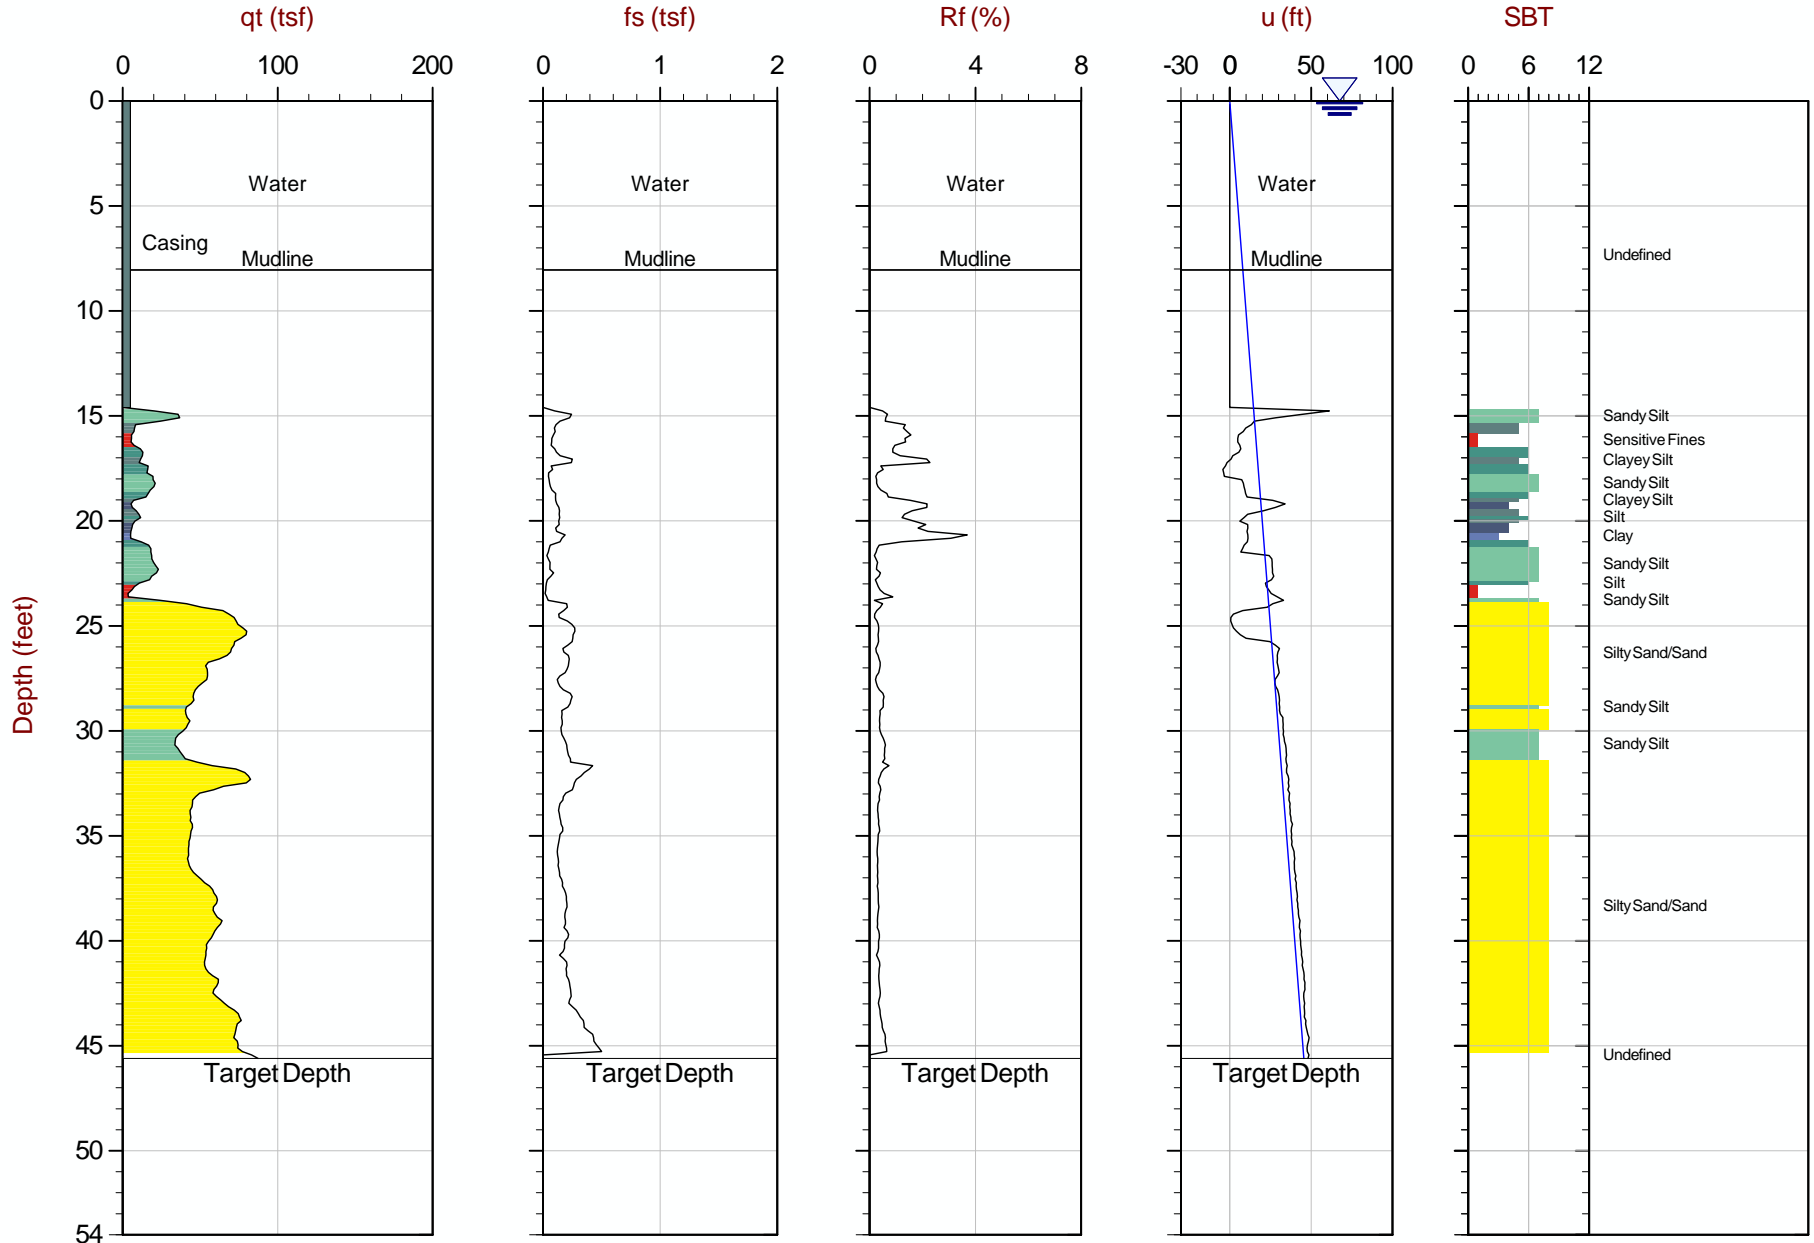 qt (tsf) fs (tsf) Rf (%) u (ft) SBT
0 100 200 0 1 2 0 4 8 -30 0 50 100 0 6 12
0
Water Water Water Water
5
Casing
Mudline Mudline Mudline Mudline
Undefined
10
15
Sandy Silt
Sensitive Fines
Clayey Silt
Sandy Silt
Clayey Silt
Silt
20
Clay
Sandy Silt
Silt
Sandy Silt
25
Silty Sand/Sand
Sandy Silt
30
Sandy Silt
Depth (feet)
35
Silty Sand/Sand
40
45
Undefined
Target Depth Target Depth Target Depth Target Depth
50
54